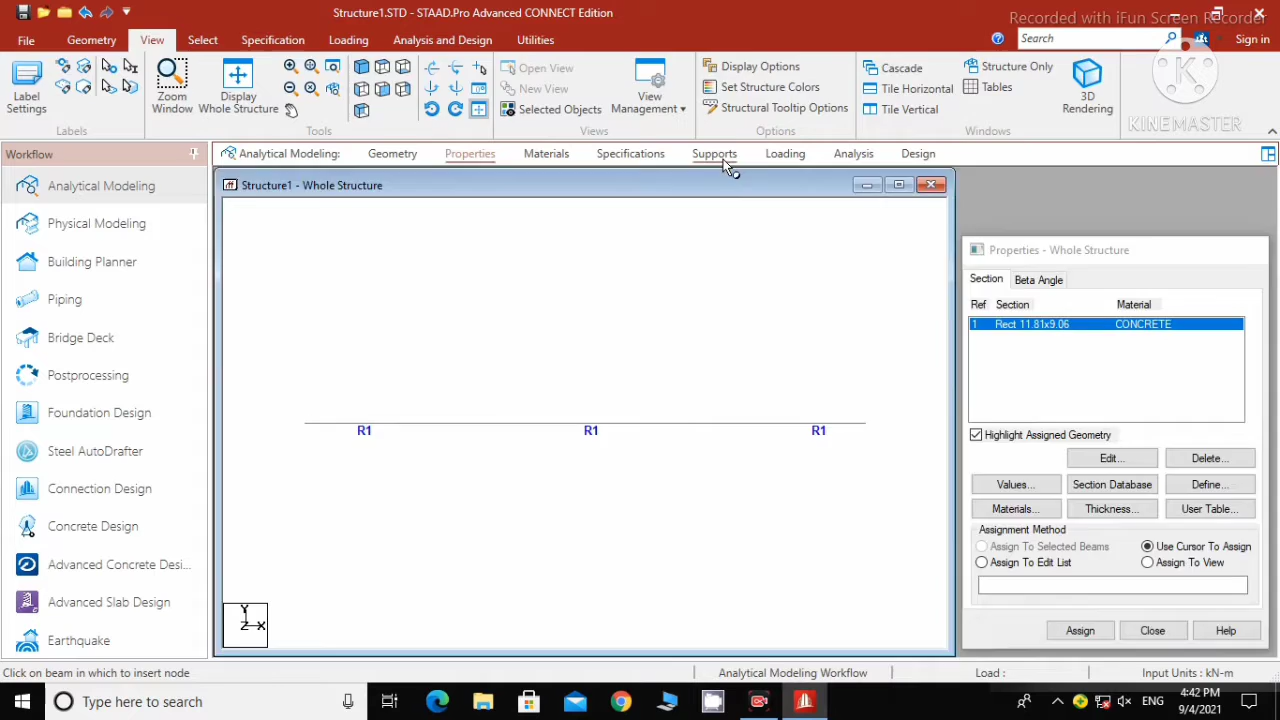 Structure1.STD - STAAD.Pro Advanced CONNECT Edition
Recorded with iFun Screen Recorder
File Geometry View Select Specification Loading Analysis and Design Utilities
Search
Sign in
Label Settings
Labels
Zoom Window
Display Whole Structure
Tools
Open View
New View
Selected Objects
View Management
Views
Display Options
Set Structure Colors
Structural Tooltip Options
Options
Cascade
Tile Horizontal
Tile Vertical
Structure Only
Tables
Windows
3D Rendering
K
KINEMASTER
Workflow
Analytical Modeling: Geometry Properties Materials Specifications Supports Loading Analysis Design
Analytical Modeling
Physical Modeling
Building Planner
Piping
Bridge Deck
Postprocessing
Foundation Design
Steel AutoDrafter
Connection Design
Concrete Design
Advanced Concrete Desi...
Advanced Slab Design
Earthquake
Structure1 - Whole Structure
R1 R1 R1
Y
Z X
Properties - Whole Structure
Section Beta Angle
Ref Section Material
1 Rect 11.81x9.06 CONCRETE
Highlight Assigned Geometry
Edit... Delete...
Values... Section Database Define...
Materials... Thickness... User Table...
Assignment Method
Assign To Selected Beams Use Cursor To Assign
Assign To Edit List Assign To View
Assign Close Help
Click on beam in which to insert node
Analytical Modeling Workflow
Load :
Input Units : kN-m
Type here to search
ENG
4:42 PM
9/4/2021